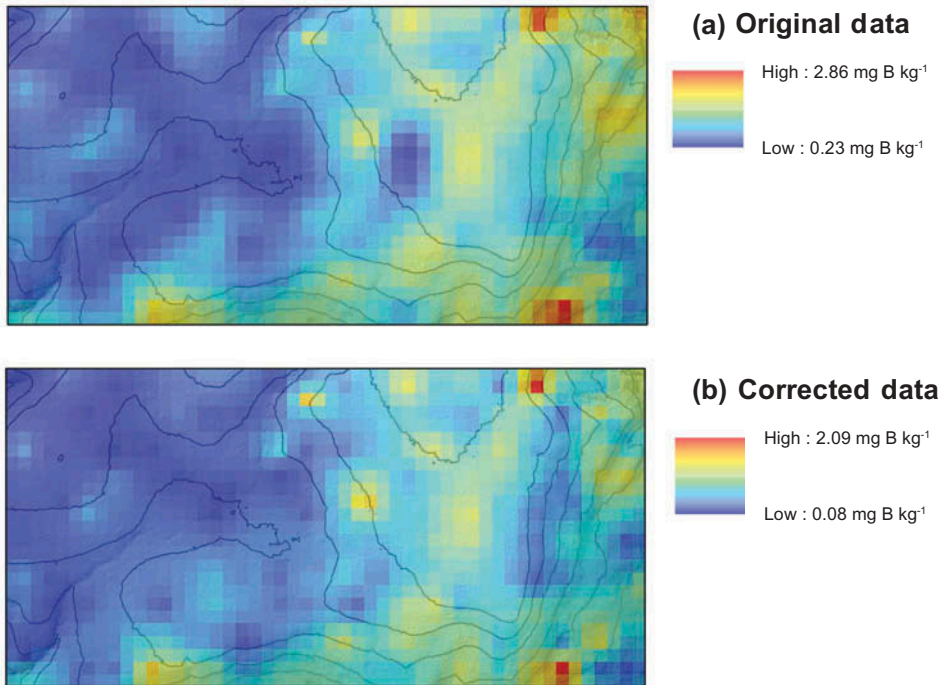 (a) Original data
High : 2.86 mg B kg⁻¹
Low : 0.23 mg B kg⁻¹
(b) Corrected data
High : 2.09 mg B kg⁻¹
Low : 0.08 mg B kg⁻¹